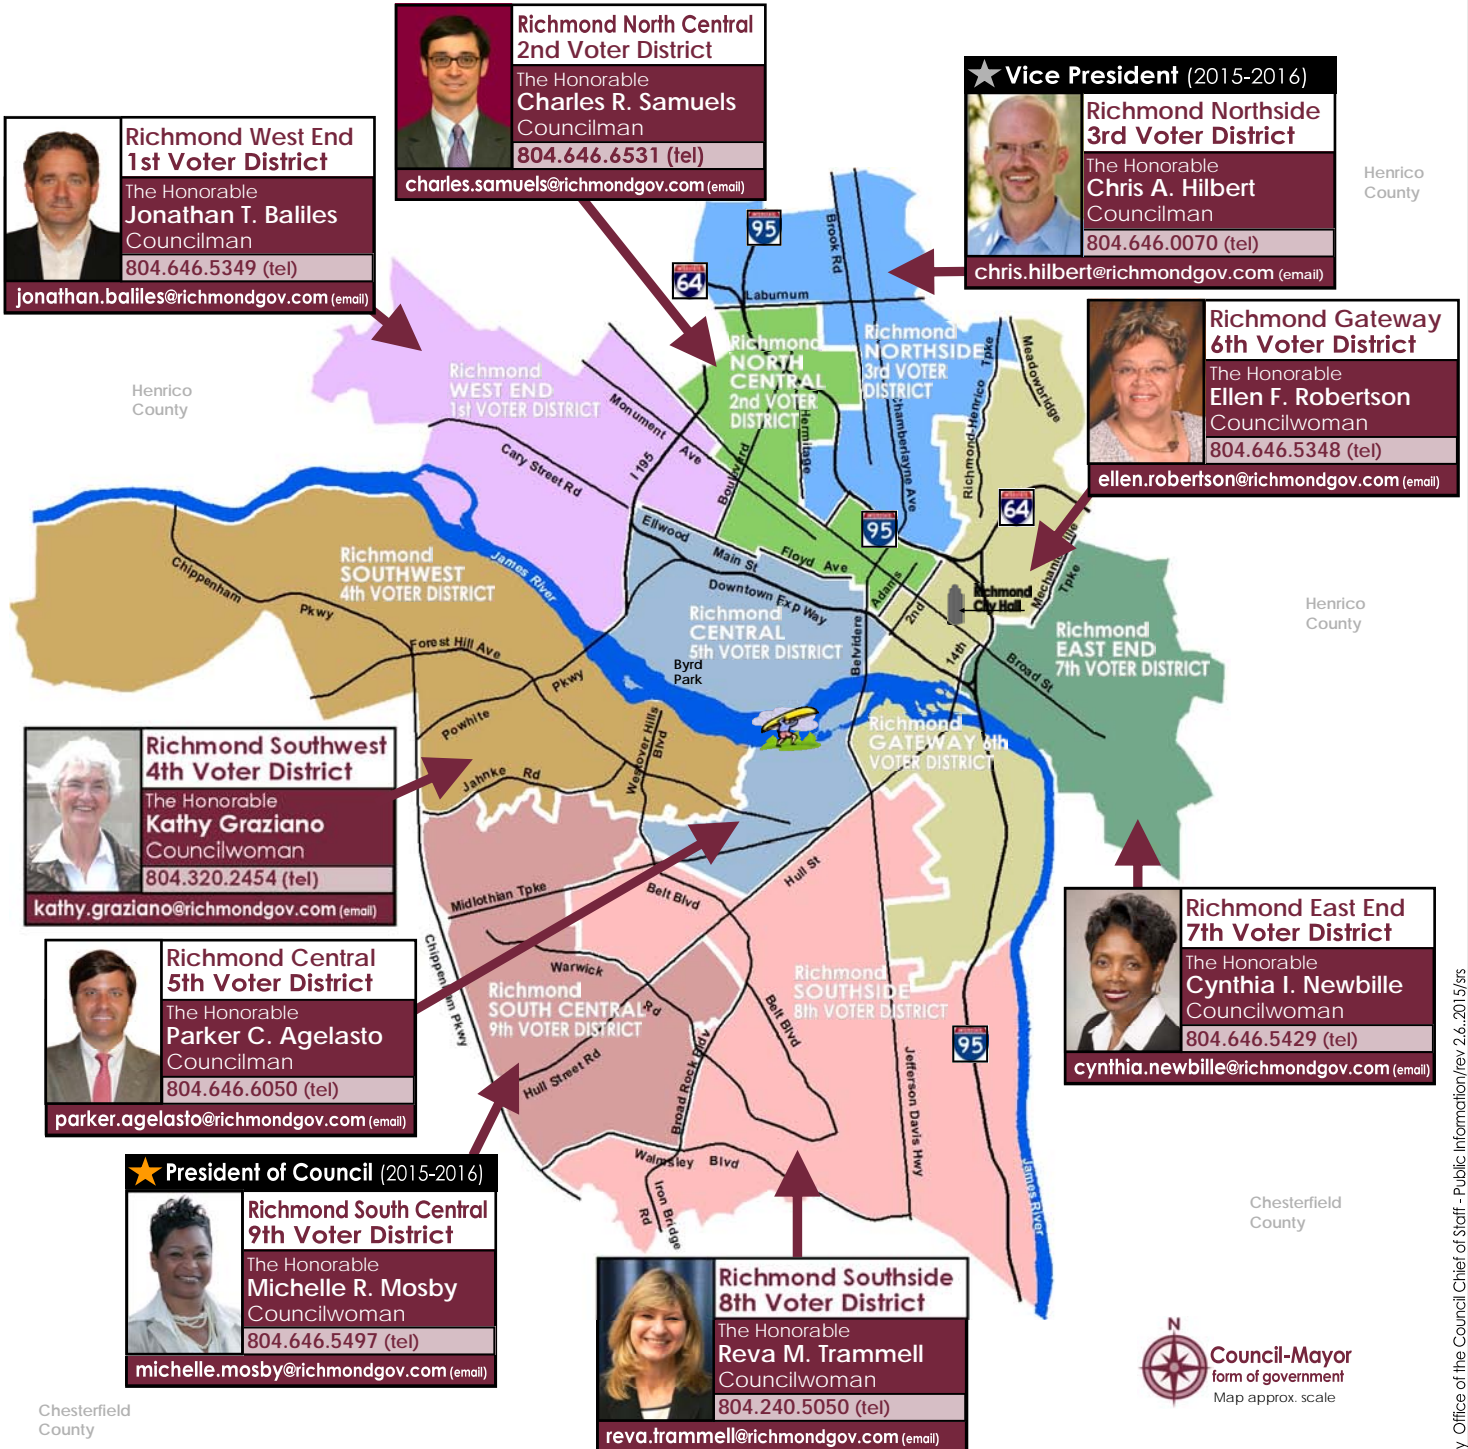 Richmond North Central
2nd Voter District
The Honorable
Charles R. Samuels
Councilman
804.646.6531 (tel)
charles.samuels@richmondgov.com (email)
Vice President (2015-2016)
Richmond Northside
3rd Voter District
The Honorable
Chris A. Hilbert
Councilman
804.646.0070 (tel)
chris.hilbert@richmondgov.com (email)
Richmond West End
1st Voter District
The Honorable
Jonathan T. Baliles
Councilman
804.646.5349 (tel)
jonathan.baliles@richmondgov.com (email)
Henrico
County
Richmond Gateway
6th Voter District
The Honorable
Ellen F. Robertson
Councilwoman
804.646.5348 (tel)
ellen.robertson@richmondgov.com (email)
Henrico
County
95
64
Brook Rd
Laburnum
Richmond
WEST END
1st VOTER DISTRICT
Richmond
NORTH
CENTRAL
2nd VOTER
DISTRICT
Richmond
NORTHSIDE
3rd VOTER
DISTRICT
Richmond-Henrico Tpke
Meadowbridge
Monument Ave
Cary Street Rd
I 195
Boulevard
Hermitage
Chamberlayne Ave
64
95
Ellwood
Main St
Floyd Ave
Downtown Exp Way
Adams
2nd
Richmond
City Hall
Tpke
James River
Richmond
SOUTHWEST
4th VOTER DISTRICT
Chippenham
Pkwy
Forest Hill Ave
Pkwy
Powhite
Jahnke Rd
Westover Hills
Blvd
Richmond
CENTRAL
5th VOTER DISTRICT
Byrd
Park
Belvidere
14th
Broad St
Richmond
EAST END
7th VOTER DISTRICT
Henrico
County
Richmond
GATEWAY 6th
VOTER DISTRICT
Richmond Southwest
4th Voter District
The Honorable
Kathy Graziano
Councilwoman
804.320.2454 (tel)
kathy.graziano@richmondgov.com (email)
Hull St
Midlothian Tpke
Belt Blvd
Richmond East End
7th Voter District
The Honorable
Cynthia I. Newbille
Councilwoman
804.646.5429 (tel)
cynthia.newbille@richmondgov.com (email)
Richmond Central
5th Voter District
The Honorable
Parker C. Agelasto
Councilman
804.646.6050 (tel)
parker.agelasto@richmondgov.com (email)
Chippenham Pkwy
Warwick Rd
Richmond
SOUTH CENTRAL
9th VOTER DISTRICT
Hull Street Rd
Broad Rock Bldv
Belt Blvd
Richmond
SOUTHSIDE
8th VOTER DISTRICT
95
Jefferson Davis Hwy
Walmsley Blvd
Iron Bridge
Rd
James River
President of Council (2015-2016)
Richmond South Central
9th Voter District
The Honorable
Michelle R. Mosby
Councilwoman
804.646.5497 (tel)
michelle.mosby@richmondgov.com (email)
Richmond Southside
8th Voter District
The Honorable
Reva M. Trammell
Councilwoman
804.240.5050 (tel)
reva.trammell@richmondgov.com (email)
Chesterfield
County
Chesterfield
County
N
Council-Mayor
form of government
Map approx. scale
Office of the Council Chief of Staff - Public Information/rev 2.6..2015/srs